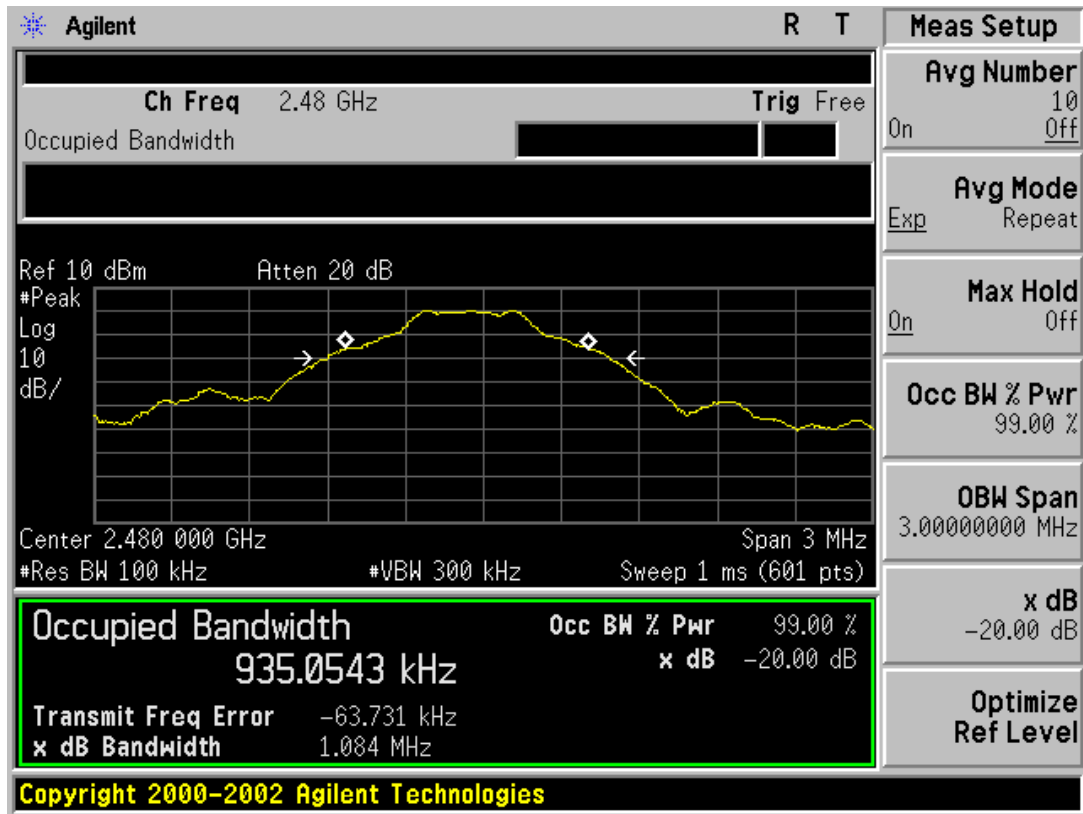 Agilent R T
Ch Freq 2.48 GHz Trig Free
Occupied Bandwidth
Ref 10 dBm Atten 20 dB
#Peak
Log
10
dB/
Center 2.480 000 GHz Span 3 MHz
#Res BW 100 kHz #VBW 300 kHz Sweep 1 ms (601 pts)
Occupied Bandwidth Occ BW % Pwr 99.00 %
935.0543 kHz x dB -20.00 dB
Transmit Freq Error -63.731 kHz
x dB Bandwidth 1.084 MHz
Copyright 2000-2002 Agilent Technologies
Meas Setup
Avg Number
10
On Off
Avg Mode
Exp Repeat
Max Hold
On Off
Occ BW % Pwr
99.00 %
OBW Span
3.00000000 MHz
x dB
-20.00 dB
Optimize
Ref Level